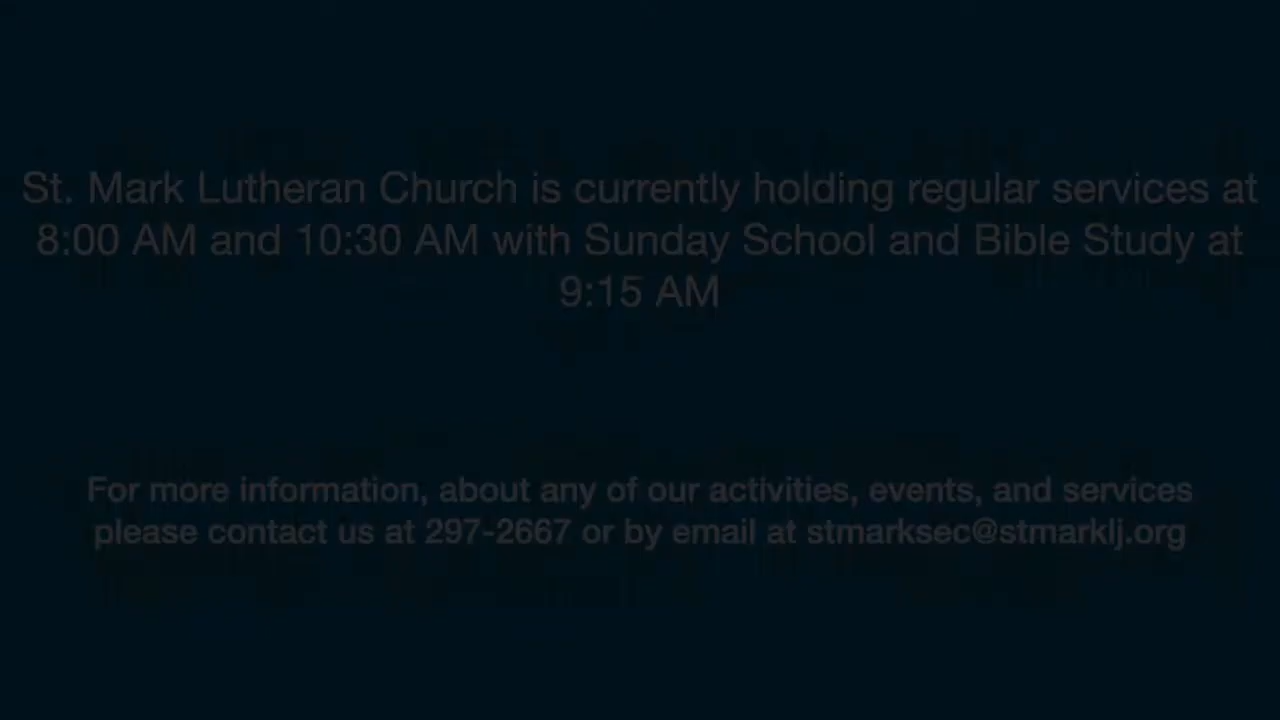 St. Mark Lutheran Church is currently holding regular services at
8:00 AM and 10:30 AM with Sunday School and Bible Study at
9:15 AM
For more information, about any of our activities, events, and services
please contact us at 297-2667 or by email at stmarksec@stmarklj.org